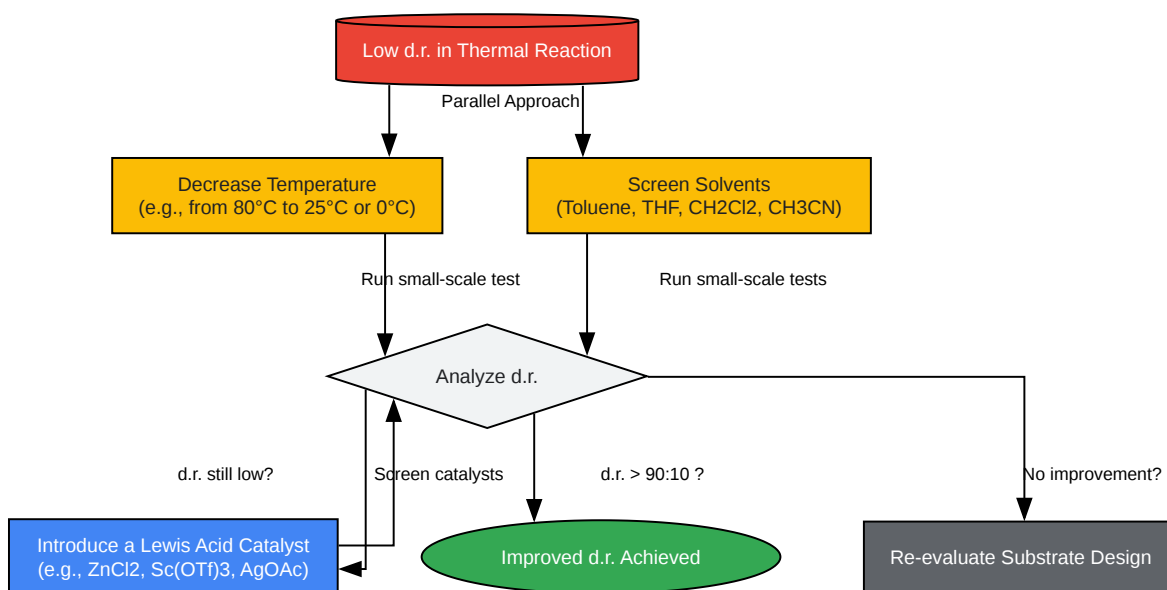 Low d.r. in Thermal Reaction
Parallel Approach
Decrease Temperature
(e.g., from 80°C to 25°C or 0°C)
Screen Solvents
(Toluene, THF, CH2Cl2, CH3CN)
Run small-scale test
Run small-scale tests
Analyze d.r.
d.r. still low?
Screen catalysts
d.r. > 90:10 ?
No improvement?
Introduce a Lewis Acid Catalyst
(e.g., ZnCl2, Sc(OTf)3, AgOAc)
Improved d.r. Achieved
Re-evaluate Substrate Design